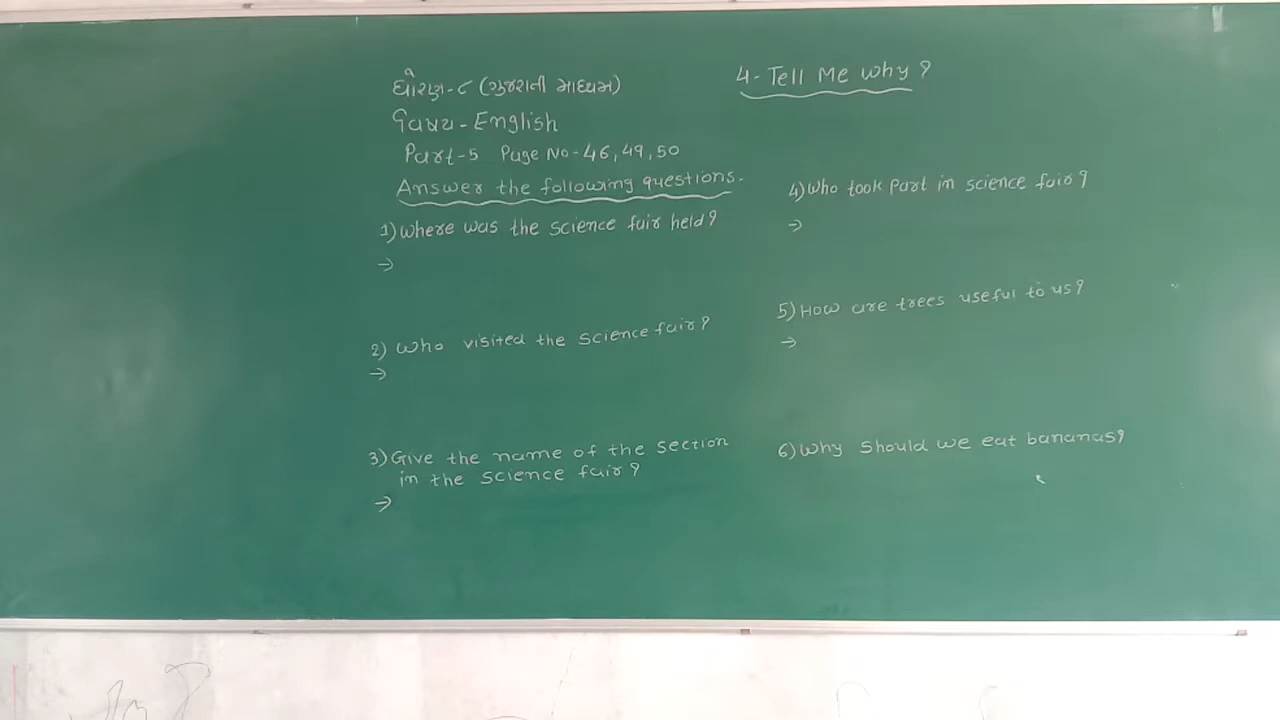 ધોરણ-૮ (ગુજરાતી માધ્યમ)
વિષય-English
Part-5 Page No-46,49,50
Answer the following questions.
1) Where was the science fair held?
→
2) Who visited the science fair?
→
3) Give the name of the section
in the science fair?
→
4- Tell Me Why?
4) Who took part in science fair?
→
5) How are trees useful to us?
→
6) Why should we eat bananas?